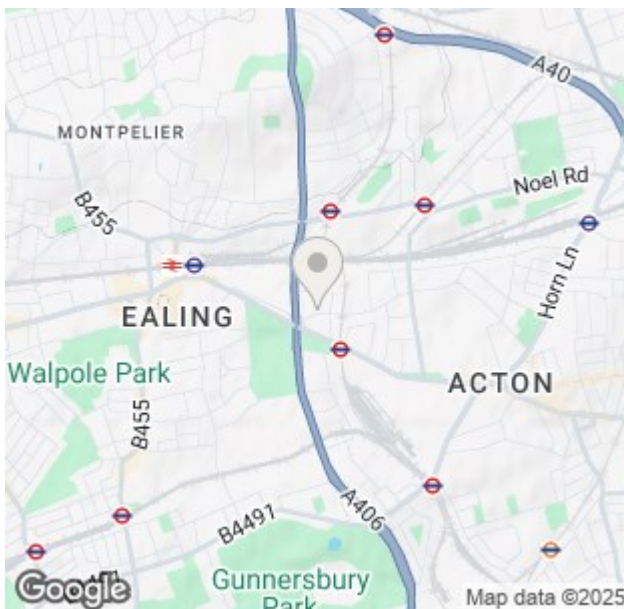 A40
MONTPELIER
Noel Rd
B455
Horn Ln
EALING
Walpole Park
ACTON
B455
A406
B4491
Gunnersbury
Park
Google
Map data ©2025